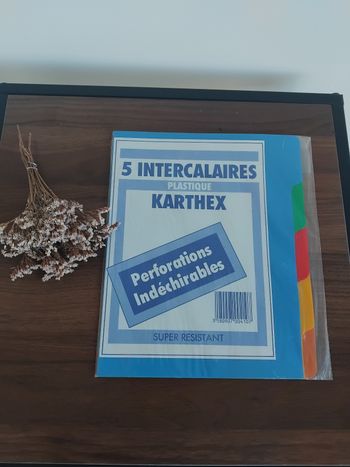 5 INTERCALAIRES
PLASTIQUE
KARTHEX
Perforations
Indéchirables
SUPER RESISTANT